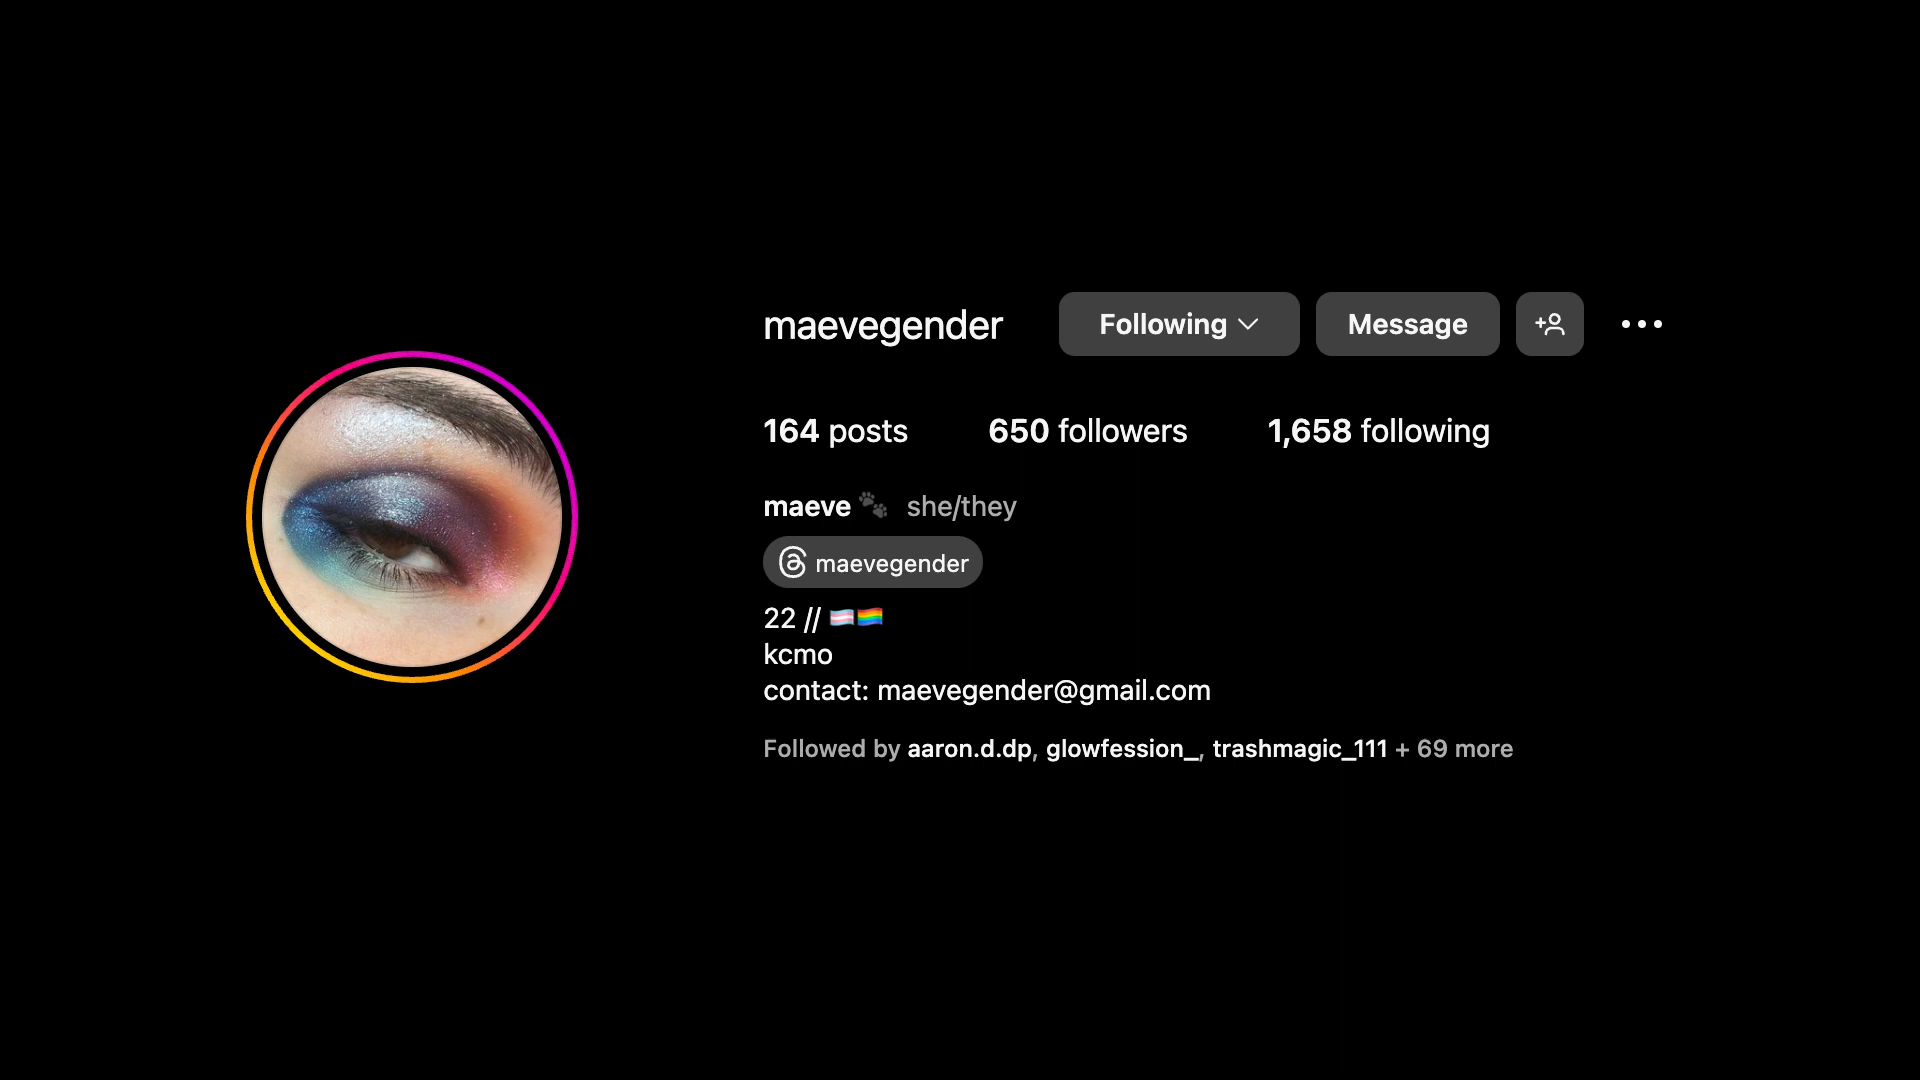 maevegender Following Message
164 posts 650 followers 1,658 following
maeve 🐾 she/they
maevegender
22 // 🏳️‍⚧️🏳️‍🌈
kcmo
contact: maevegender@gmail.com
Followed by aaron.d.dp, glowfession_, trashmagic_111 + 69 more